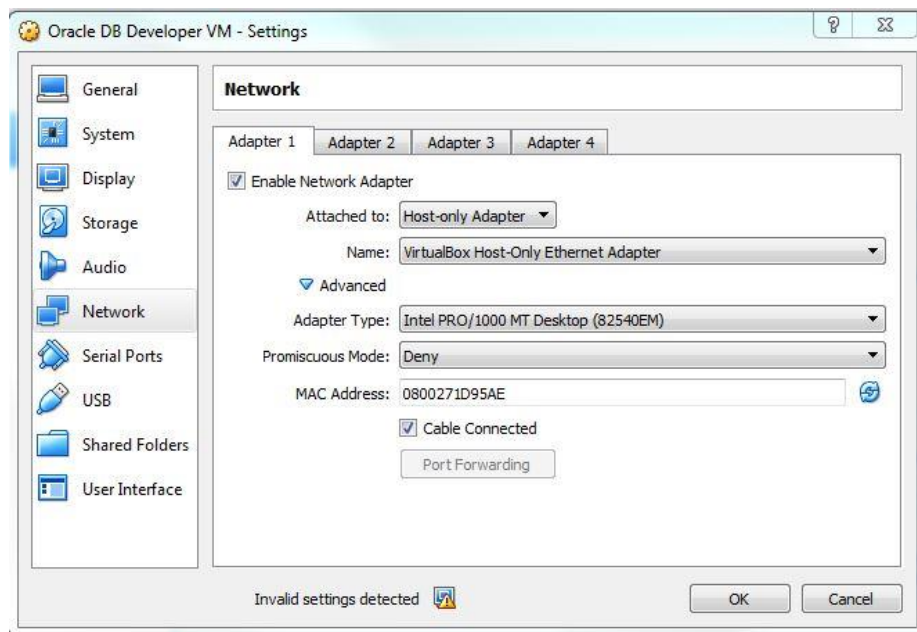 Oracle DB Developer VM - Settings
General
System
Display
Storage
Audio
Network
Serial Ports
USB
Shared Folders
User Interface
Network
Adapter 1
Adapter 2
Adapter 3
Adapter 4
Enable Network Adapter
Attached to: Host-only Adapter
Name: VirtualBox Host-Only Ethernet Adapter
Advanced
Adapter Type: Intel PRO/1000 MT Desktop (82540EM)
Promiscuous Mode: Deny
MAC Address: 0800271D95AE
Cable Connected
Port Forwarding
Invalid settings detected
OK
Cancel